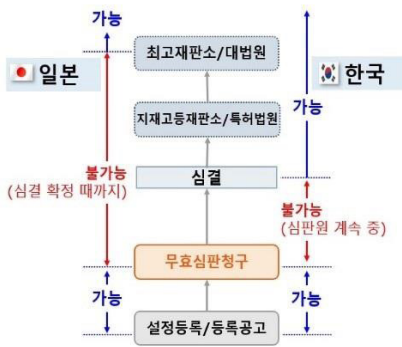 가능
최고재판소/대법원
일본
한국
가능
지재고등재판소/특허법원
심결
불가능
(심결 확정 때까지)
불가능
(심판원 계속 중)
무효심판청구
가능
가능
설정등록/등록공고